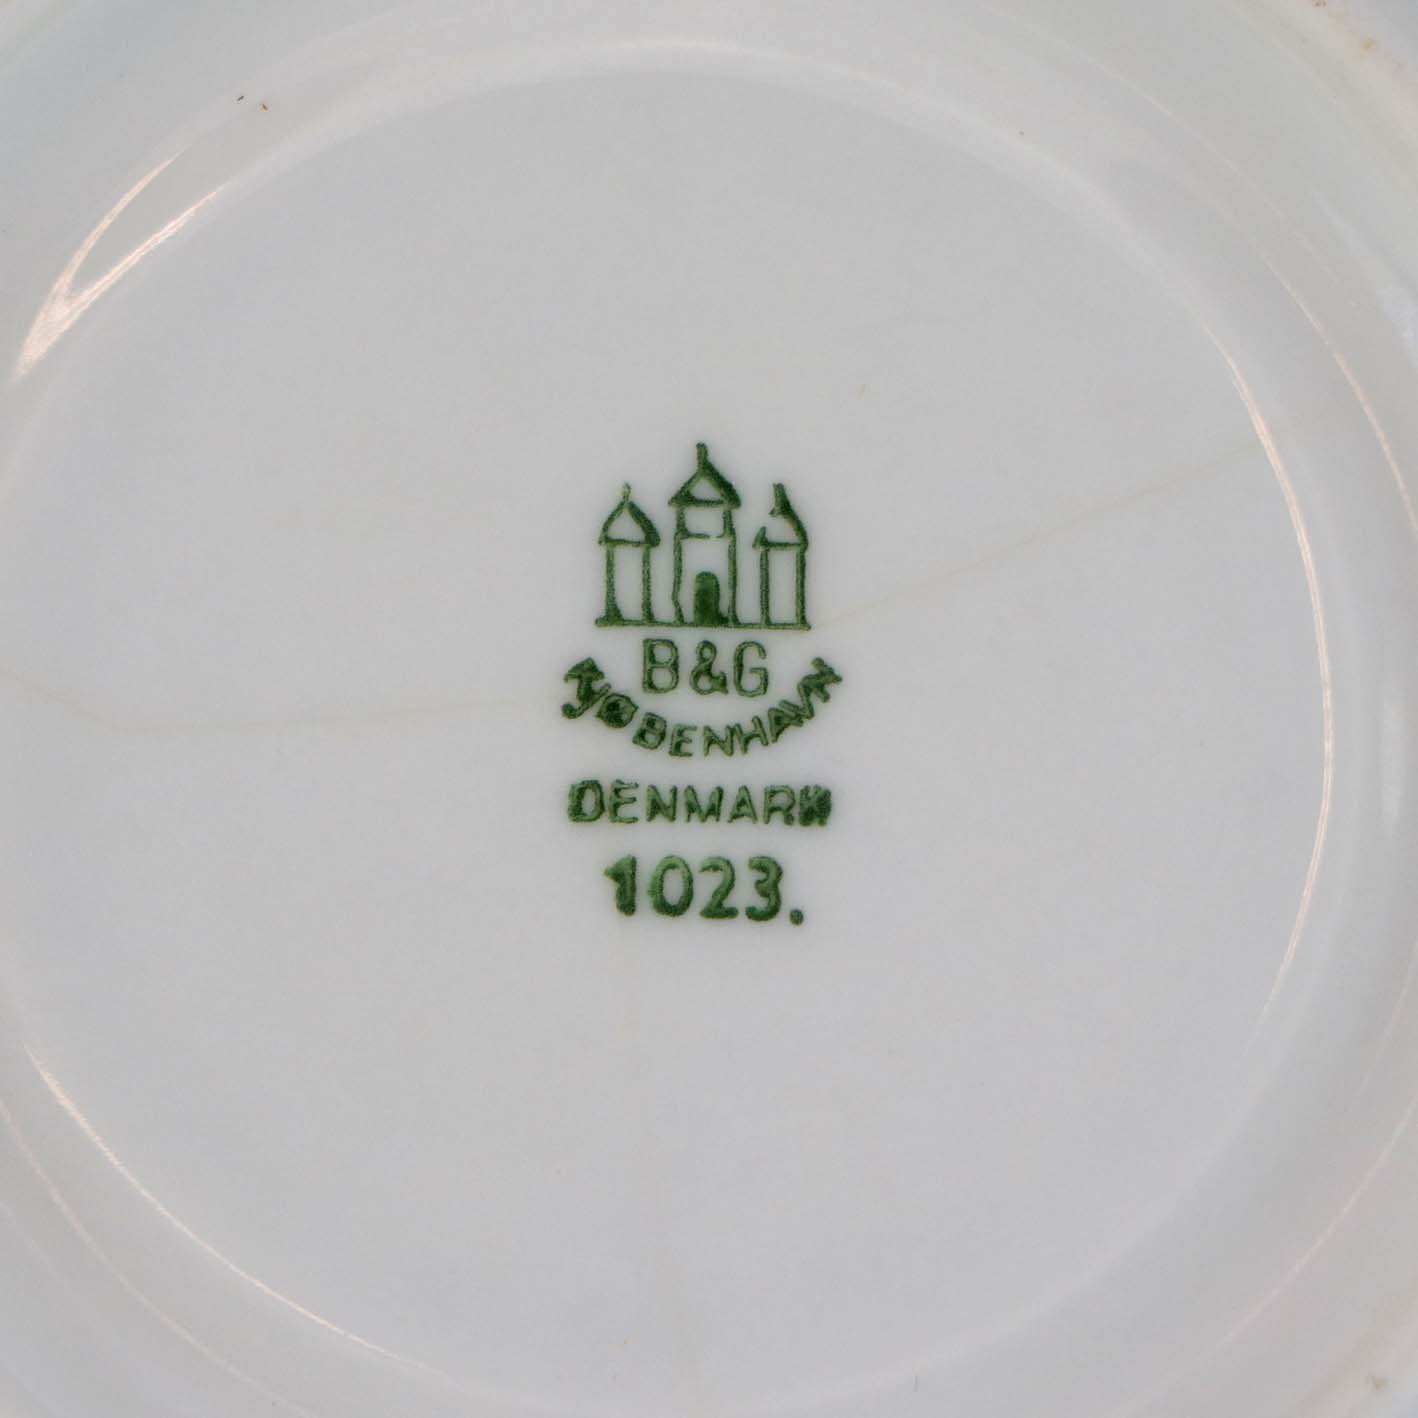 B&G
KJØBENHAVN
DENMARK
1023.